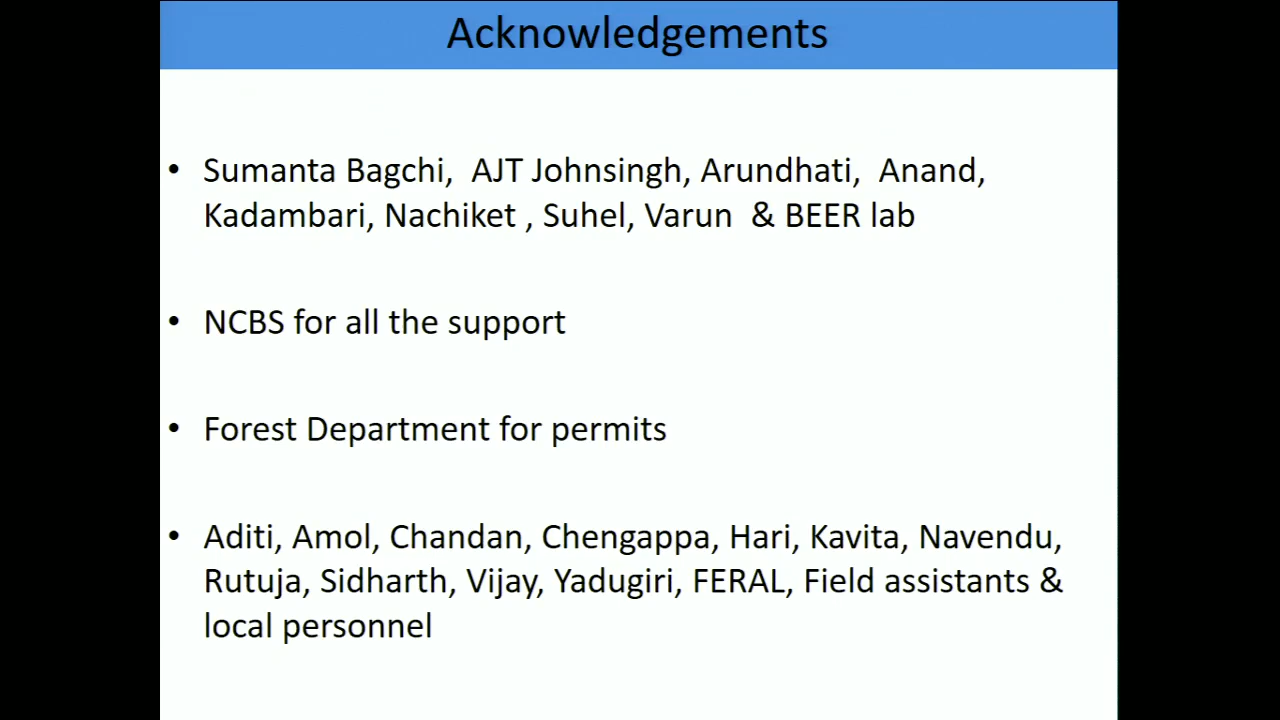 Acknowledgements
• Sumanta Bagchi,  AJT Johnsingh, Arundhati,  Anand,
Kadambari, Nachiket , Suhel, Varun  & BEER lab
• NCBS for all the support
• Forest Department for permits
• Aditi, Amol, Chandan, Chengappa, Hari, Kavita, Navendu,
Rutuja, Sidharth, Vijay, Yadugiri, FERAL, Field assistants &
local personnel